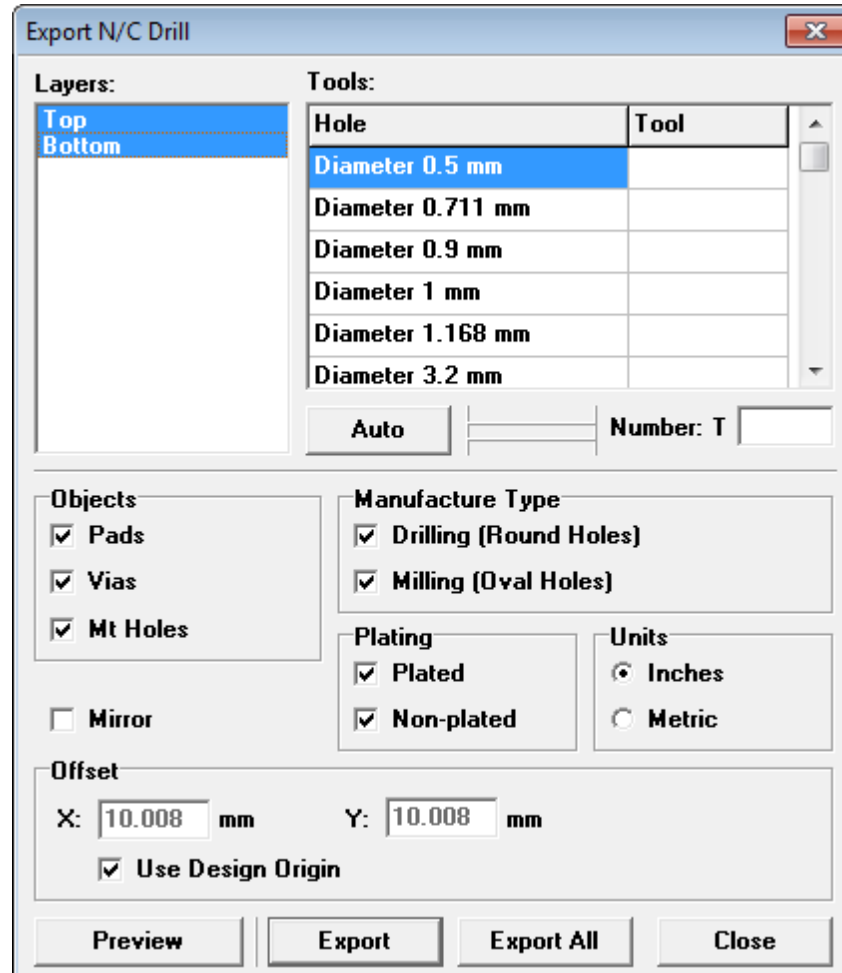 Export N/C Drill
Layers:
Top
Bottom
Tools:
Hole Tool
Diameter 0.5 mm
Diameter 0.711 mm
Diameter 0.9 mm
Diameter 1 mm
Diameter 1.168 mm
Diameter 3.2 mm
Auto
Number: T
Objects
Pads
Vias
Mt Holes
Manufacture Type
Drilling (Round Holes)
Milling (Oval Holes)
Plating
Plated
Non-plated
Units
Inches
Metric
Mirror
Offset
X: 10.008 mm Y: 10.008 mm
Use Design Origin
Preview Export Export All Close